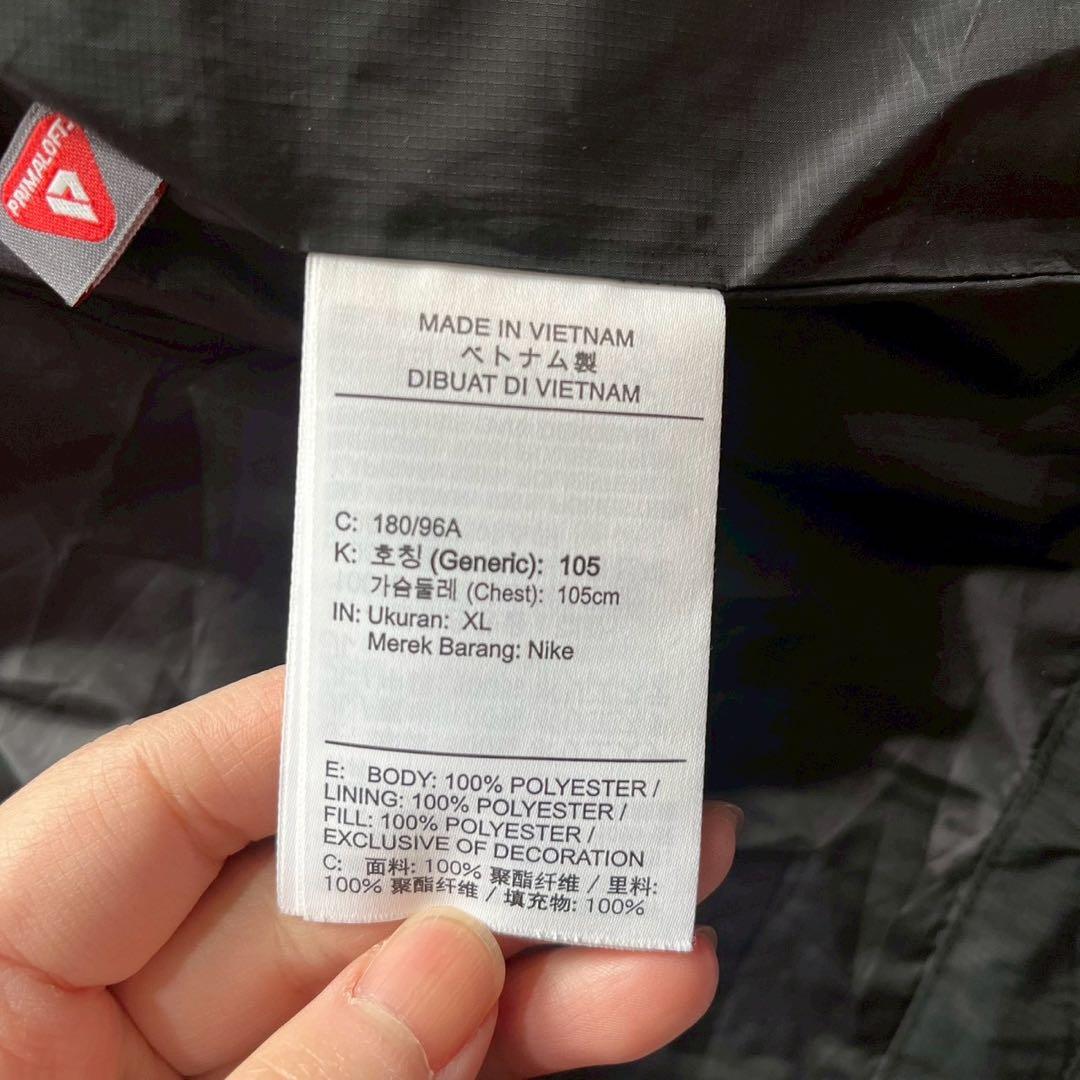 PRIMALOFT
MADE IN VIETNAM
ベトナム製
DIBUAT DI VIETNAM
C: 180/96A
K: 호칭 (Generic): 105
가슴둘레 (Chest): 105cm
IN: Ukuran: XL
Merek Barang: Nike
E: BODY: 100% POLYESTER /
LINING: 100% POLYESTER /
FILL: 100% POLYESTER /
EXCLUSIVE OF DECORATION
C: 面料: 100% 聚酯纤维 / 里料:
100% 聚酯纤维 / 填充物: 100%